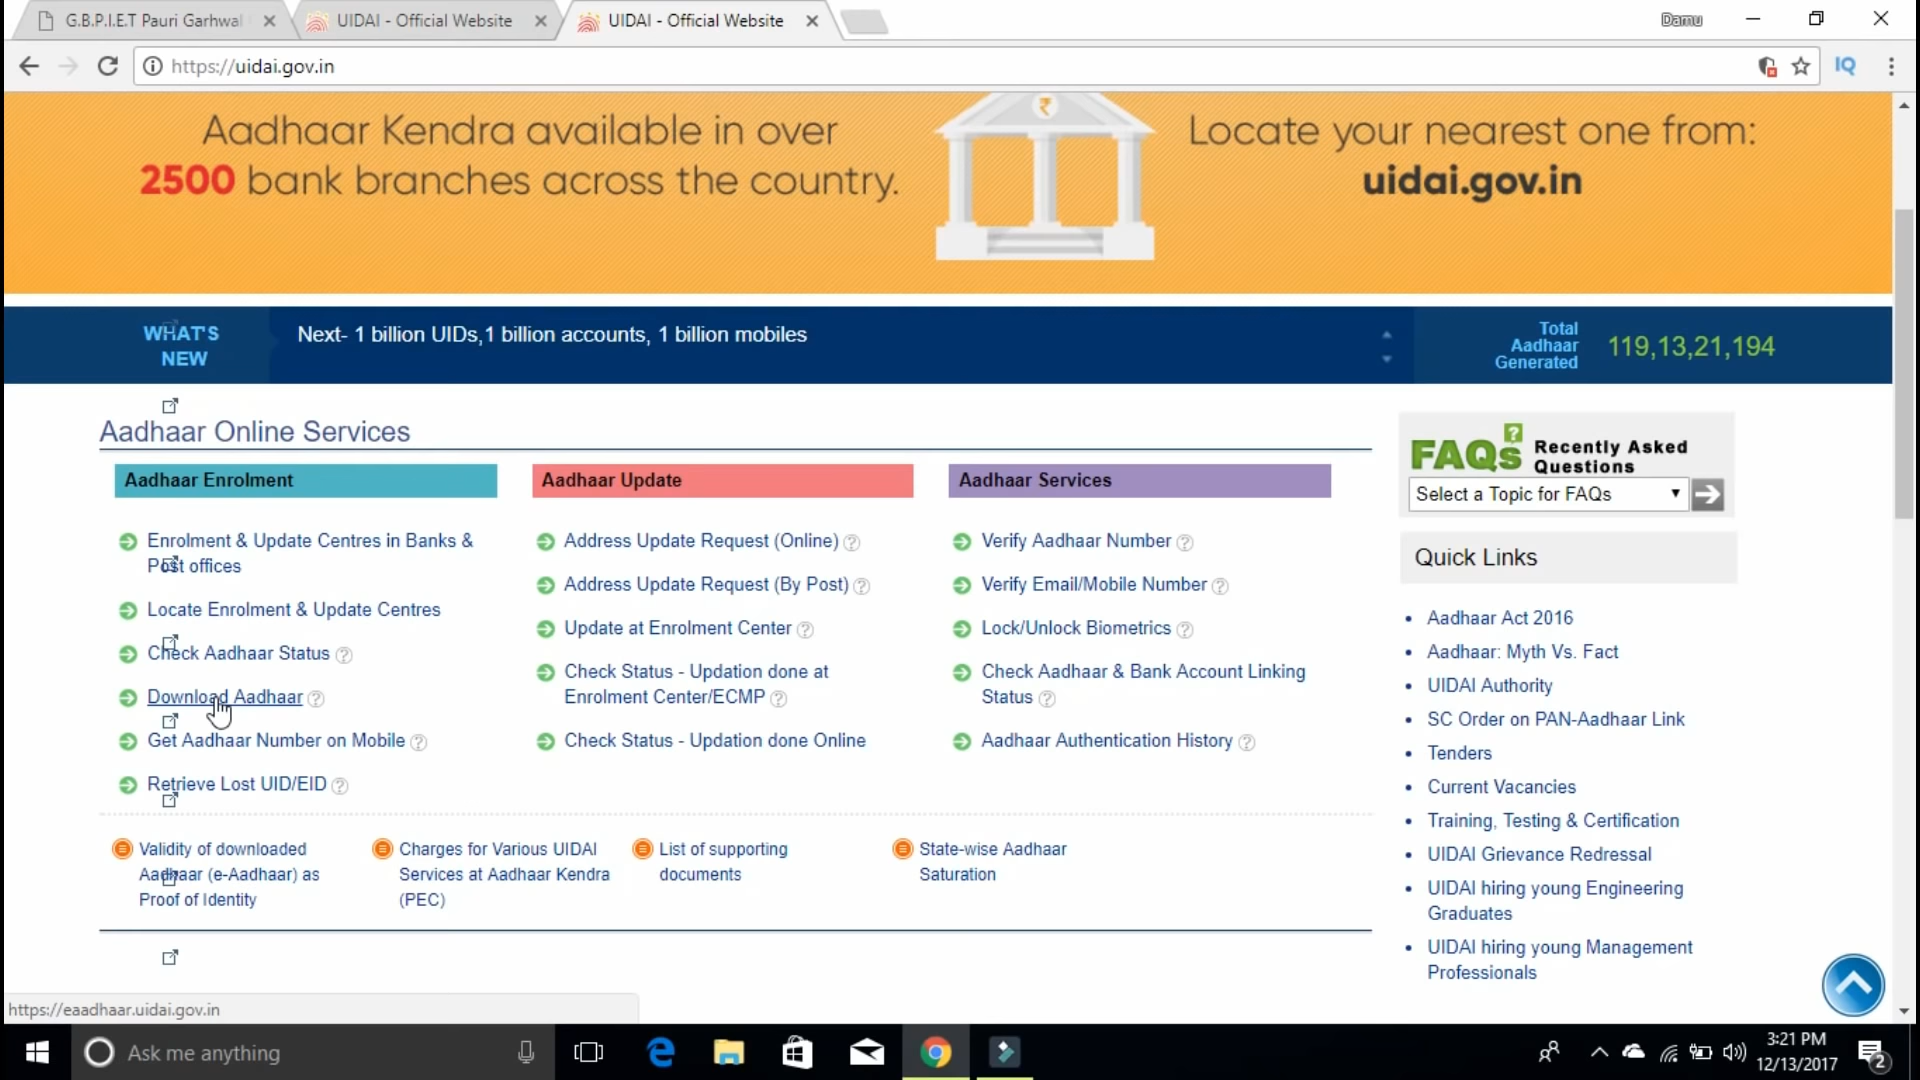 G.B.P.I.E.T Pauri Garhwal
UIDAI - Official Website
UIDAI - Official Website
Damu
https://uidai.gov.in
IQ
Aadhaar Kendra available in over
2500 bank branches across the country.
₹
Locate your nearest one from:
uidai.gov.in
WHAT'S
NEW
Next- 1 billion UIDs,1 billion accounts, 1 billion mobiles
Total
Aadhaar
Generated
119,13,21,194
Aadhaar Online Services
Aadhaar Enrolment
Enrolment & Update Centres in Banks &
Post offices
Locate Enrolment & Update Centres
Check Aadhaar Status ?
Download Aadhaar ?
Get Aadhaar Number on Mobile ?
Retrieve Lost UID/EID ?
Aadhaar Update
Address Update Request (Online) ?
Address Update Request (By Post) ?
Update at Enrolment Center ?
Check Status - Updation done at
Enrolment Center/ECMP ?
Check Status - Updation done Online
Aadhaar Services
Verify Aadhaar Number ?
Verify Email/Mobile Number ?
Lock/Unlock Biometrics ?
Check Aadhaar & Bank Account Linking
Status ?
Aadhaar Authentication History ?
Validity of downloaded
Aadhaar (e-Aadhaar) as
Proof of Identity
Charges for Various UIDAI
Services at Aadhaar Kendra
(PEC)
List of supporting
documents
State-wise Aadhaar
Saturation
FAQs ?
Recently Asked
Questions
Select a Topic for FAQs
Quick Links
Aadhaar Act 2016
Aadhaar: Myth Vs. Fact
UIDAI Authority
SC Order on PAN-Aadhaar Link
Tenders
Current Vacancies
Training, Testing & Certification
UIDAI Grievance Redressal
UIDAI hiring young Engineering
Graduates
UIDAI hiring young Management
Professionals
https://eaadhaar.uidai.gov.in
Ask me anything
3:21 PM
12/13/2017
2